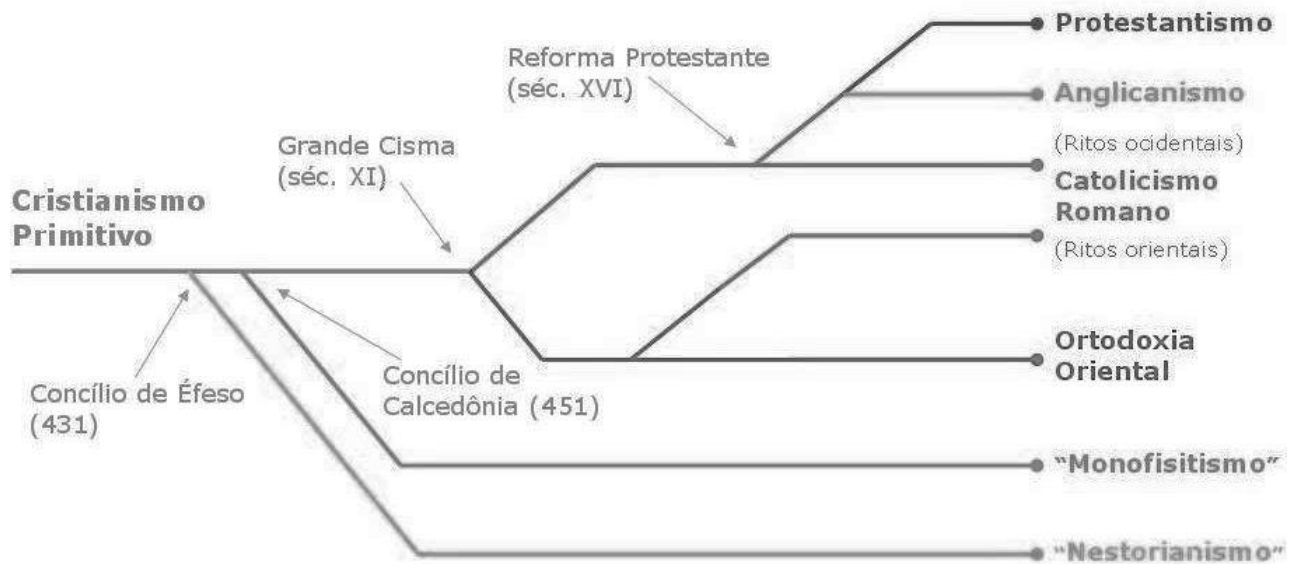 Protestantismo
Reforma Protestante
(séc. XVI)
Anglicanismo
Grande Cisma
(séc. XI)
(Ritos ocidentais)
Catolicismo
Romano
(Ritos orientais)
Cristianismo
Primitivo
Ortodoxia
Oriental
Concílio de Éfeso
(431)
Concílio de
Calcedônia (451)
"Monofisitismo"
"Nestorianismo"